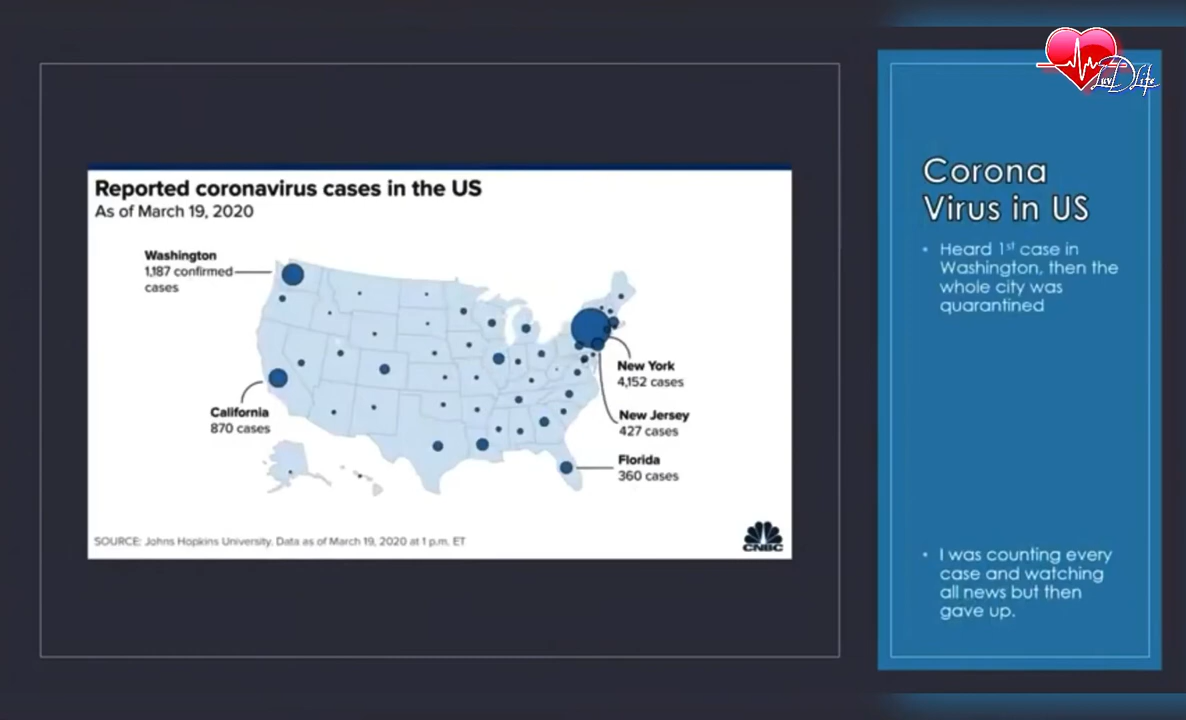 Luv D Life
Reported coronavirus cases in the US
As of March 19, 2020
Washington
1,187 confirmed
cases
California
870 cases
New York
4,152 cases
New Jersey
427 cases
Florida
360 cases
SOURCE: Johns Hopkins University. Data as of March 19, 2020 at 1 p.m. ET
CNBC
Corona
Virus in US
• Heard 1st case in
Washington, then the
whole city was
quarantined
• I was counting every
case and watching
all news but then
gave up.